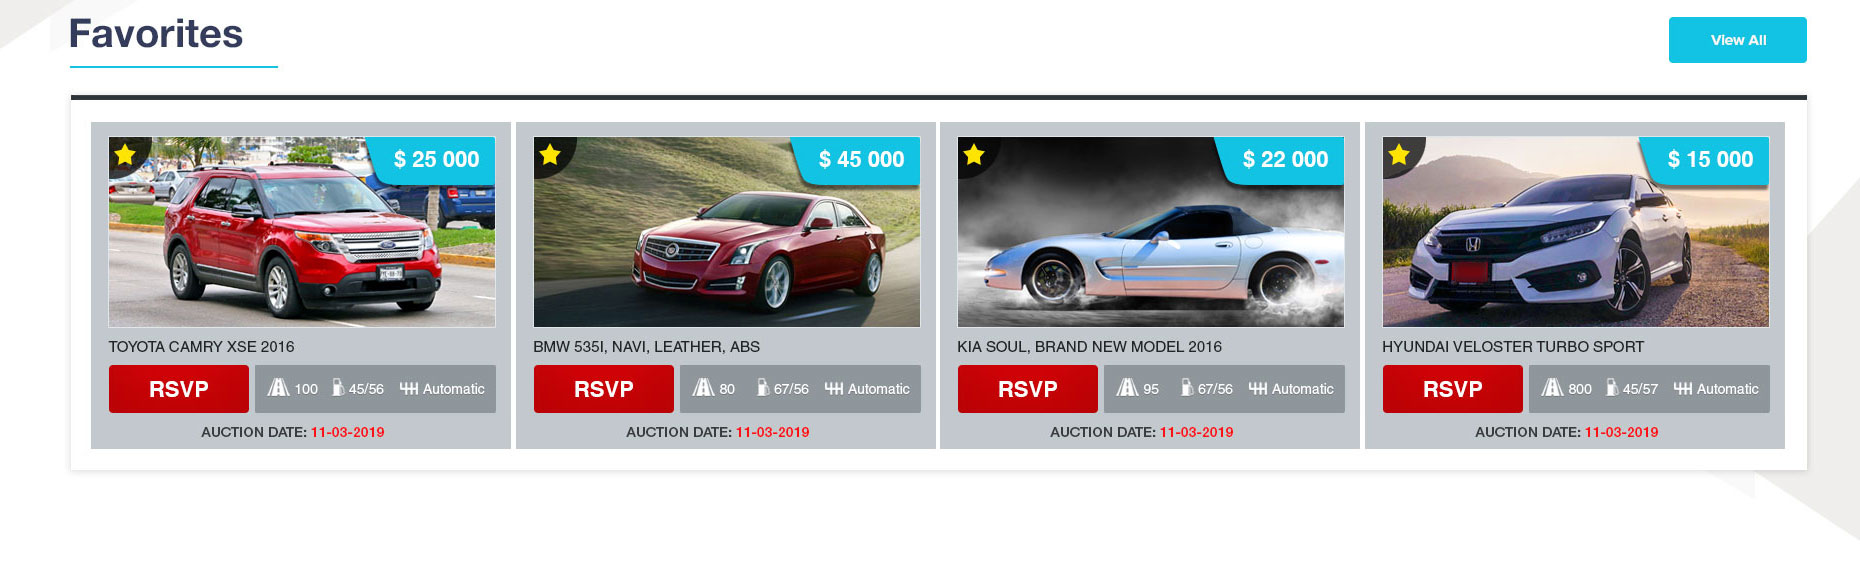 Favorites
View All
$ 25 000
TOYOTA CAMRY XSE 2016
RSVP
100 45/56 Automatic
AUCTION DATE: 11-03-2019
$ 45 000
BMW 535I, NAVI, LEATHER, ABS
RSVP
80 67/56 Automatic
AUCTION DATE: 11-03-2019
$ 22 000
KIA SOUL, BRAND NEW MODEL 2016
RSVP
95 67/56 Automatic
AUCTION DATE: 11-03-2019
$ 15 000
HYUNDAI VELOSTER TURBO SPORT
RSVP
800 45/57 Automatic
AUCTION DATE: 11-03-2019